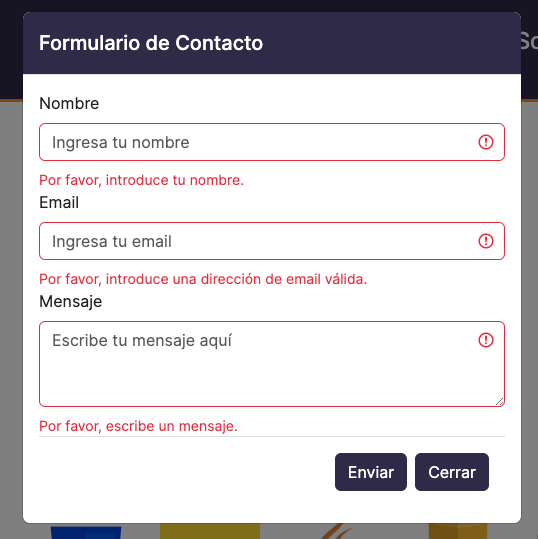 Formulario de Contacto
Nombre
Ingresa tu nombre
Por favor, introduce tu nombre.
Email
Ingresa tu email
Por favor, introduce una dirección de email válida.
Mensaje
Escribe tu mensaje aquí
Por favor, escribe un mensaje.
Enviar Cerrar